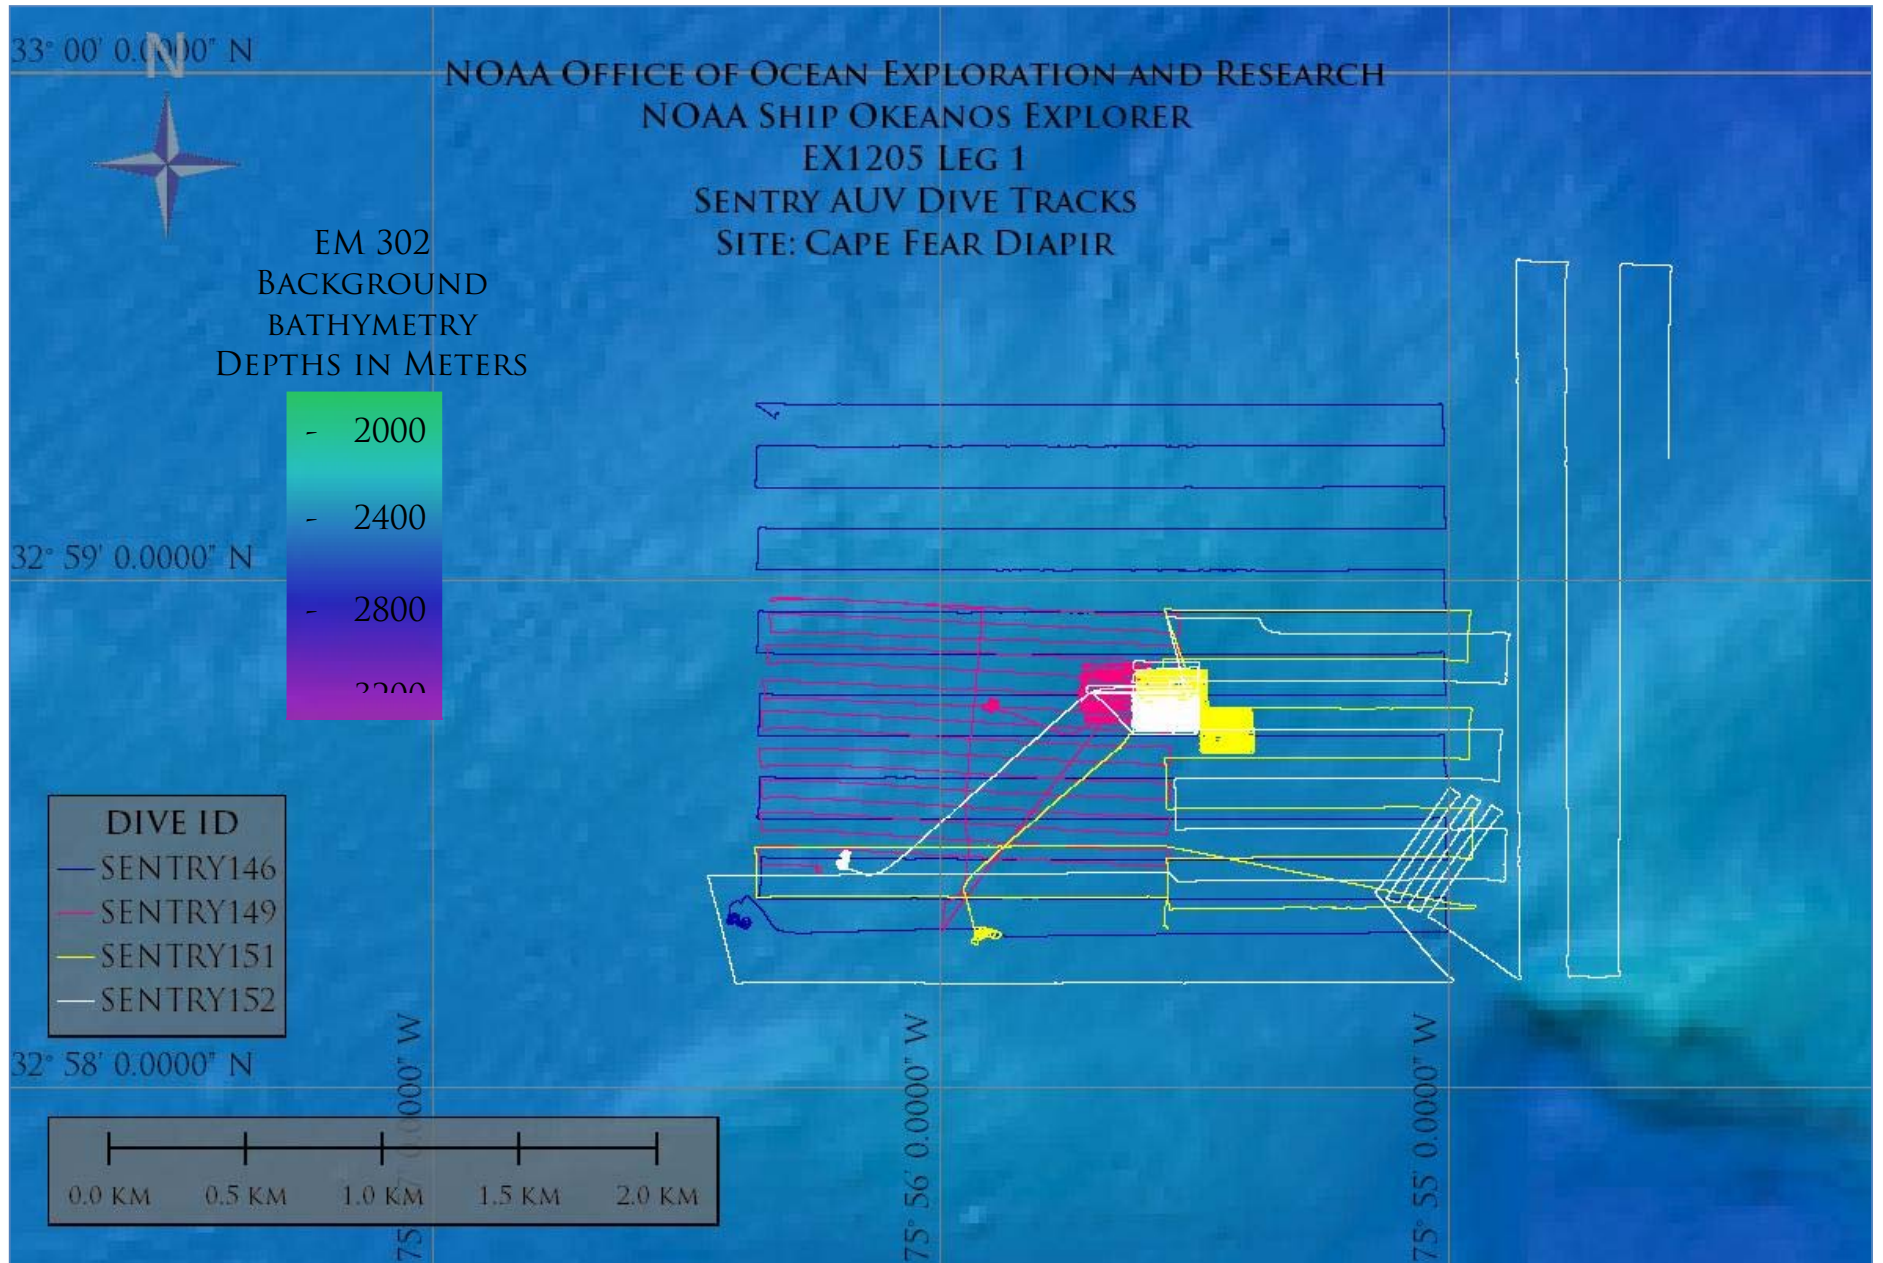 33° 00' 0.0000" N
N
NOAA OFFICE OF OCEAN EXPLORATION AND RESEARCH
NOAA SHIP OKEANOS EXPLORER
EX1205 LEG 1
SENTRY AUV DIVE TRACKS
SITE: CAPE FEAR DIAPIR
EM 302
BACKGROUND
BATHYMETRY
DEPTHS IN METERS
- 2000
- 2400
- 2800
3200
32° 59' 0.0000" N
DIVE ID
SENTRY146
SENTRY149
SENTRY151
SENTRY152
32° 58' 0.0000" N
0.0 KM 0.5 KM 1.0 KM 1.5 KM 2.0 KM
75° 56' 0.0000" W
75° 55' 0.0000" W